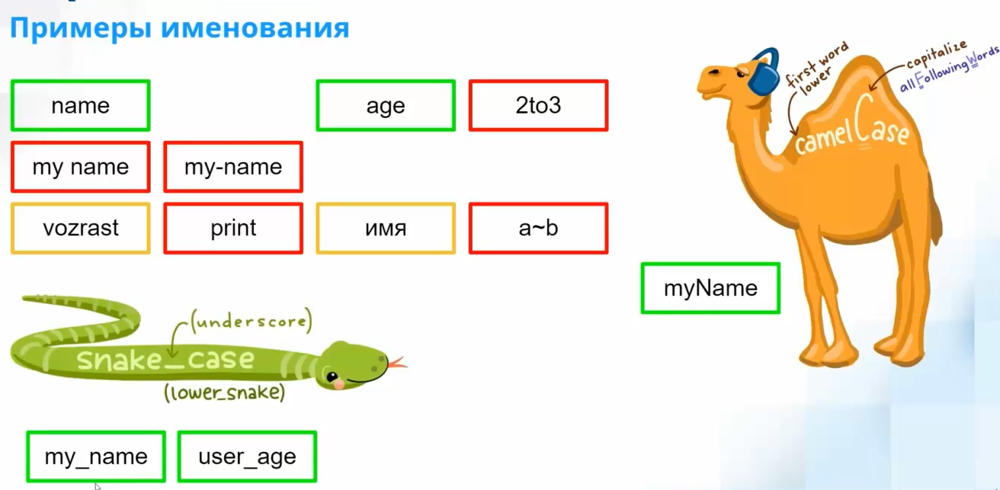 Примеры именования
name
age
2to3
my name
my-name
vozrast
print
имя
a~b
first word
lower
capitalize
allFollowingWords
camelCase
myName
(underscore)
snake_case
(lower_snake)
my_name
user_age